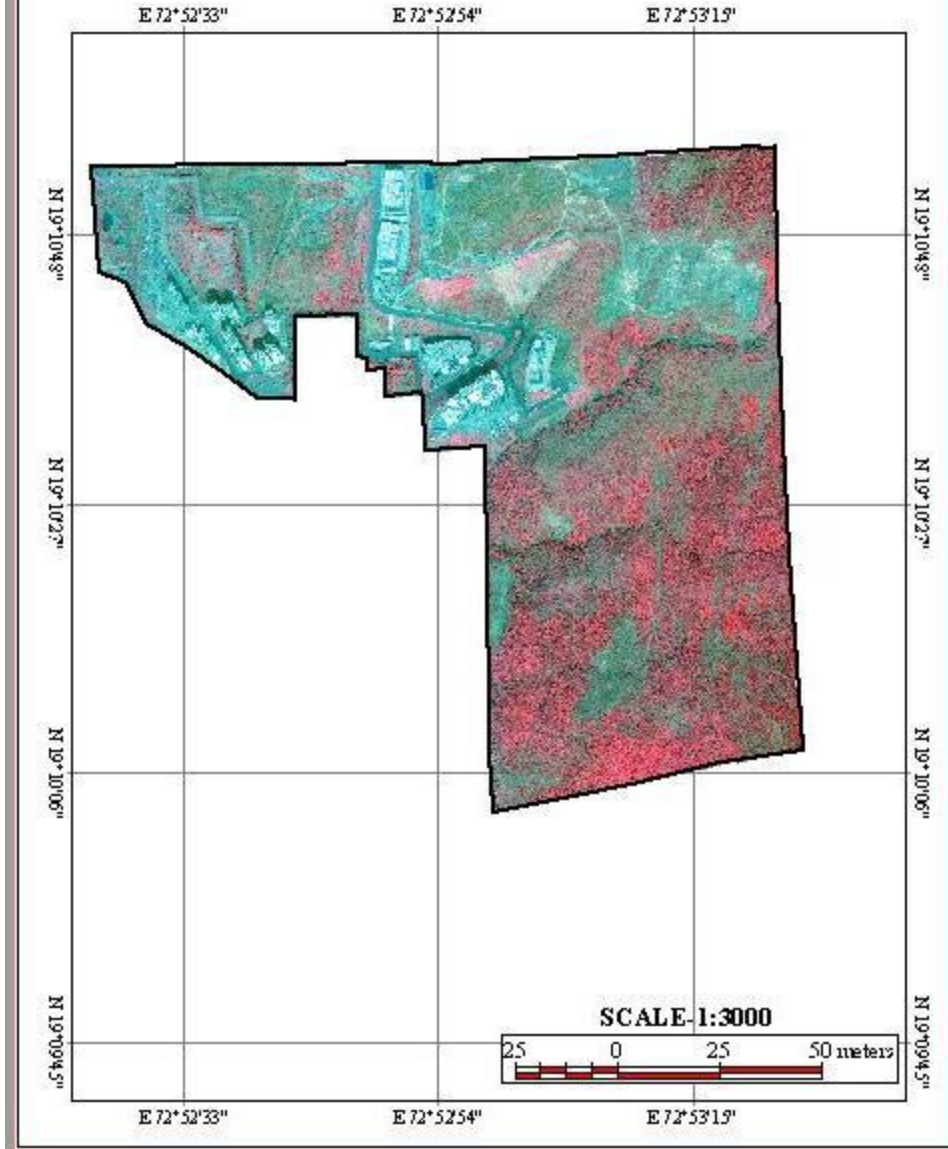 E 72°52'33" E 72°52'54" E 72°53'15"
N 19°10'48" N 19°10'48"
N 19°10'27" N 19°10'27"
N 19°10'06" N 19°10'06"
SCALE-1:3000
25 0 25 50 meters
N 19°09'45" N 19°09'45"
E 72°52'33" E 72°52'54" E 72°53'15"